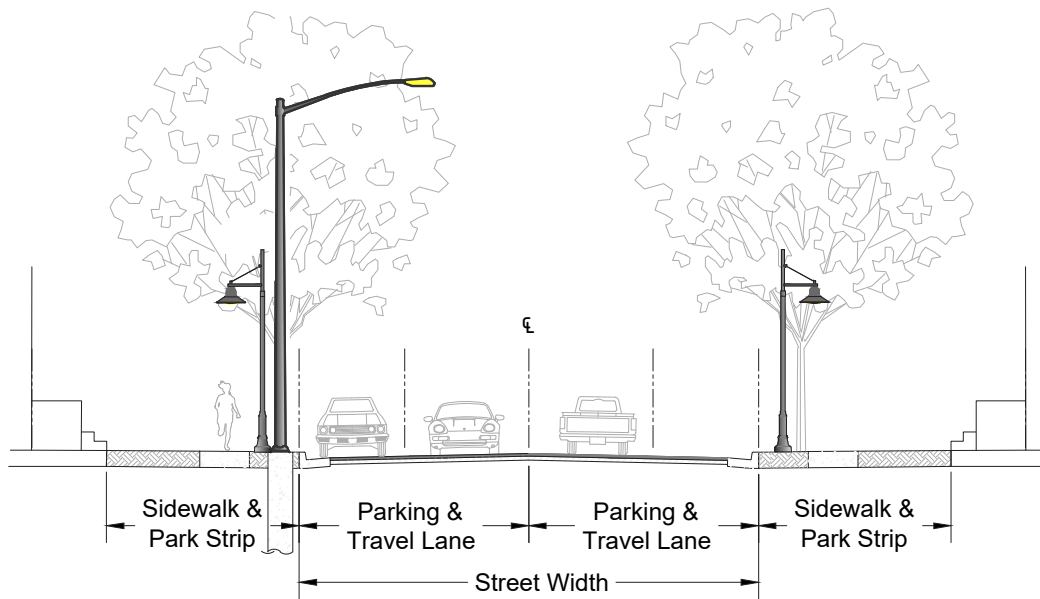 ℄
Sidewalk &
Park Strip
Parking &
Travel Lane
Parking &
Travel Lane
Sidewalk &
Park Strip
Street Width